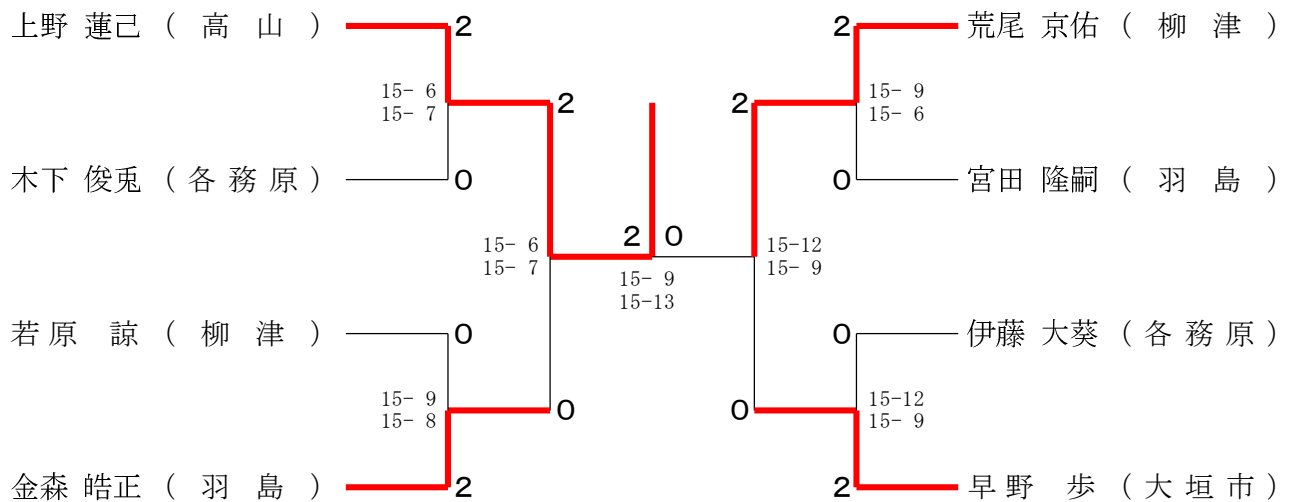 上野 蓮己 ( 高 山 ) 2 2 荒尾 京佑 ( 柳 津 )
15- 6 2 2 15- 9
15- 7 15- 6
木下 俊兎 ( 各 務 原 ) 0 0 宮田 隆嗣 ( 羽 島 )
15- 6 2 0 15-12
15- 7 15- 9 15- 9
15-13
若原 諒 ( 柳 津 ) 0 0 伊藤 大葵 ( 各 務 原 )
15- 9 0 0 15-12
15- 8 15- 9
金森 皓正 ( 羽 島 ) 2 2 早野 歩 ( 大 垣 市 )